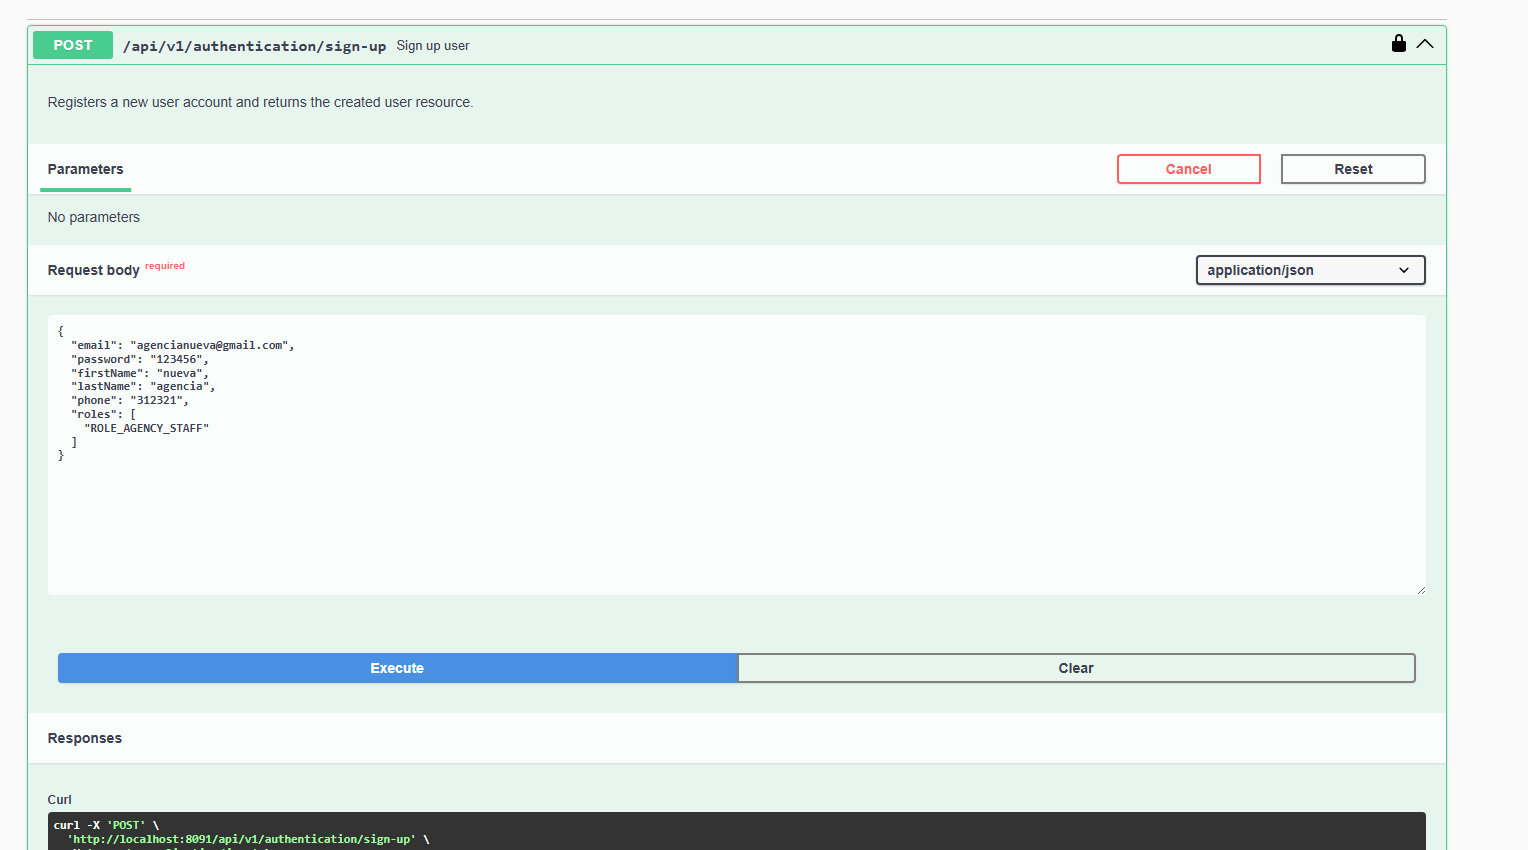 POST /api/v1/authentication/sign-up Sign up user
Registers a new user account and returns the created user resource.
Parameters
Cancel
Reset
No parameters
Request body required
application/json
{
  "email": "agencianueva@gmail.com",
  "password": "123456",
  "firstName": "nueva",
  "lastName": "agencia",
  "phone": "312321",
  "roles": [
    "ROLE_AGENCY_STAFF"
  ]
}
Execute
Clear
Responses
Curl
curl -X 'POST' \
  'http://localhost:8091/api/v1/authentication/sign-up' \